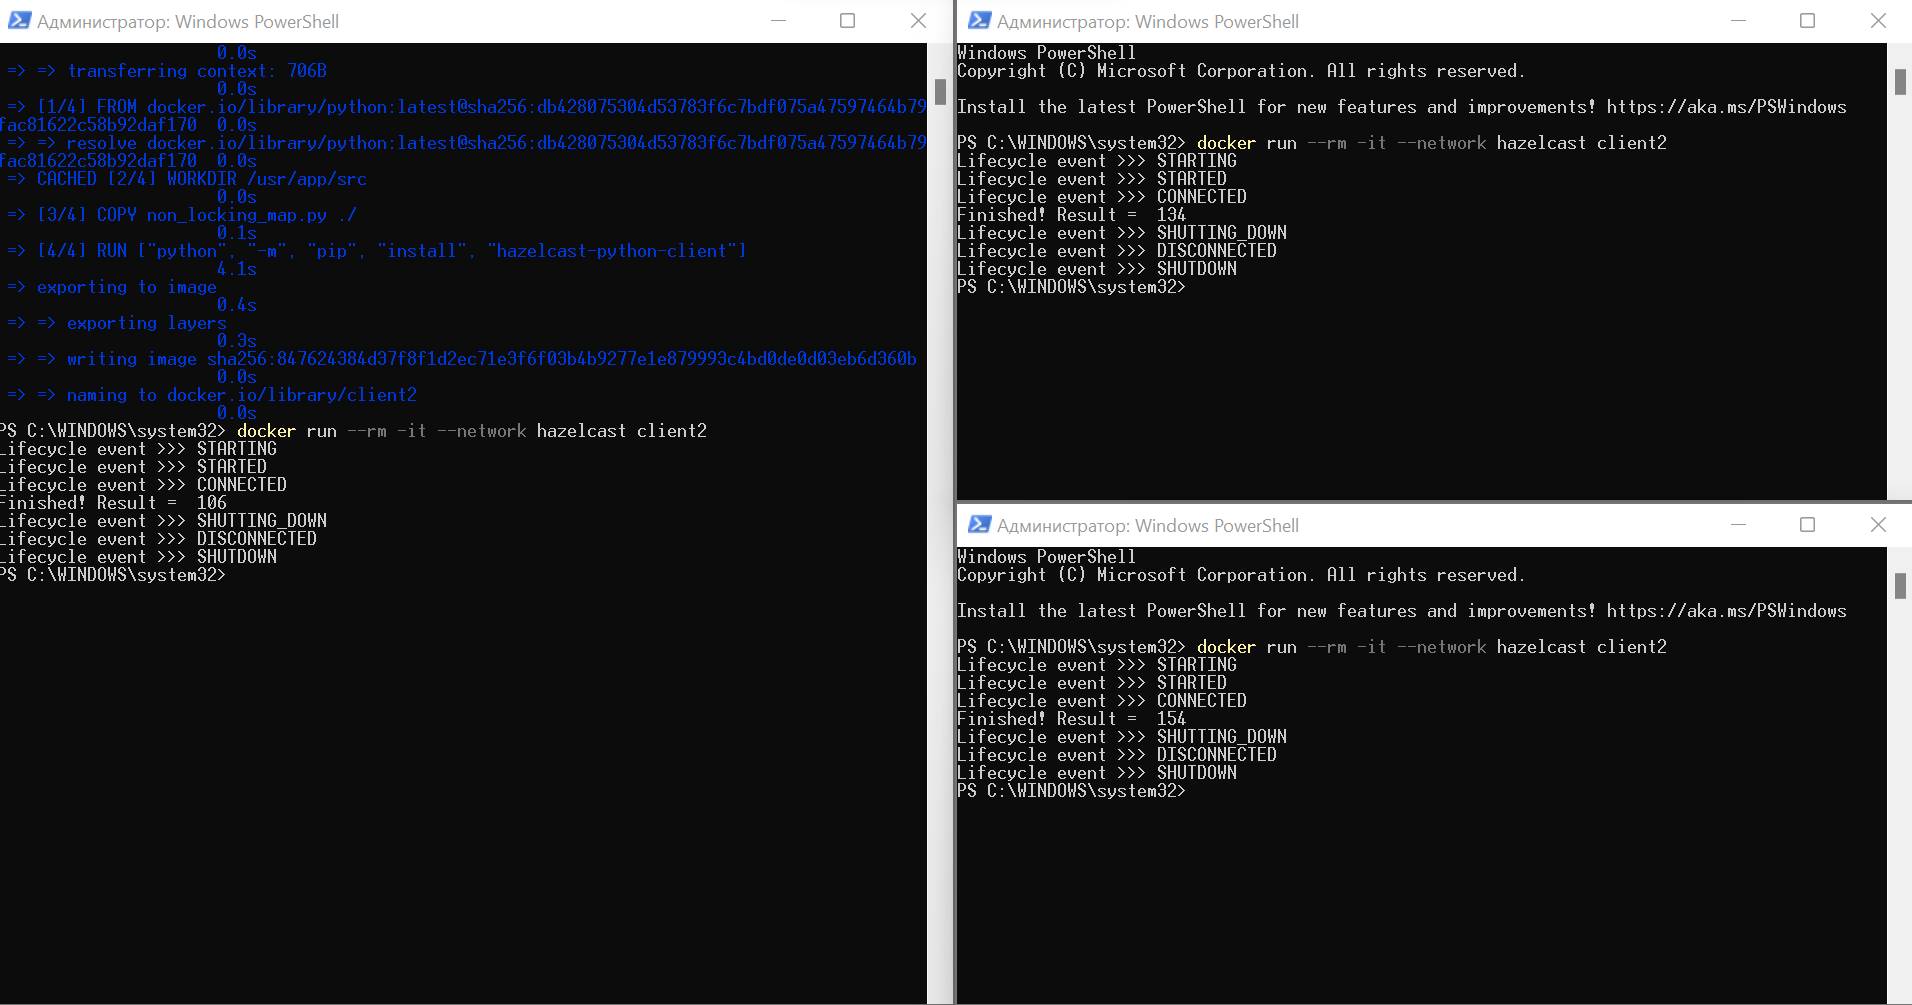 Администратор: Windows PowerShell
0.0s
=> => transferring context: 706B
0.0s
=> [1/4] FROM docker.io/library/python:latest@sha256:db428075304d53783f6c7bdf075a47597464b79
fac81622c58b92daf170  0.0s
=> => resolve docker.io/library/python:latest@sha256:db428075304d53783f6c7bdf075a47597464b79
fac81622c58b92daf170  0.0s
=> CACHED [2/4] WORKDIR /usr/app/src
0.0s
=> [3/4] COPY non_locking_map.py ./
0.1s
=> [4/4] RUN ["python", "-m", "pip", "install", "hazelcast-python-client"]
4.1s
=> exporting to image
0.4s
=> => exporting layers
0.3s
=> => writing image sha256:847624384d37f8f1d2ec71e3f6f03b4b9277e1e879993c4bd0de0d03eb6d360b
0.0s
=> => naming to docker.io/library/client2
0.0s
PS C:\WINDOWS\system32> docker run --rm -it --network hazelcast client2
Lifecycle event >>> STARTING
Lifecycle event >>> STARTED
Lifecycle event >>> CONNECTED
Finished! Result =  106
Lifecycle event >>> SHUTTING_DOWN
Lifecycle event >>> DISCONNECTED
Lifecycle event >>> SHUTDOWN
PS C:\WINDOWS\system32>
Администратор: Windows PowerShell
Windows PowerShell
Copyright (C) Microsoft Corporation. All rights reserved.
Install the latest PowerShell for new features and improvements! https://aka.ms/PSWindows
PS C:\WINDOWS\system32> docker run --rm -it --network hazelcast client2
Lifecycle event >>> STARTING
Lifecycle event >>> STARTED
Lifecycle event >>> CONNECTED
Finished! Result =  134
Lifecycle event >>> SHUTTING_DOWN
Lifecycle event >>> DISCONNECTED
Lifecycle event >>> SHUTDOWN
PS C:\WINDOWS\system32>
Администратор: Windows PowerShell
Windows PowerShell
Copyright (C) Microsoft Corporation. All rights reserved.
Install the latest PowerShell for new features and improvements! https://aka.ms/PSWindows
PS C:\WINDOWS\system32> docker run --rm -it --network hazelcast client2
Lifecycle event >>> STARTING
Lifecycle event >>> STARTED
Lifecycle event >>> CONNECTED
Finished! Result =  154
Lifecycle event >>> SHUTTING_DOWN
Lifecycle event >>> DISCONNECTED
Lifecycle event >>> SHUTDOWN
PS C:\WINDOWS\system32>